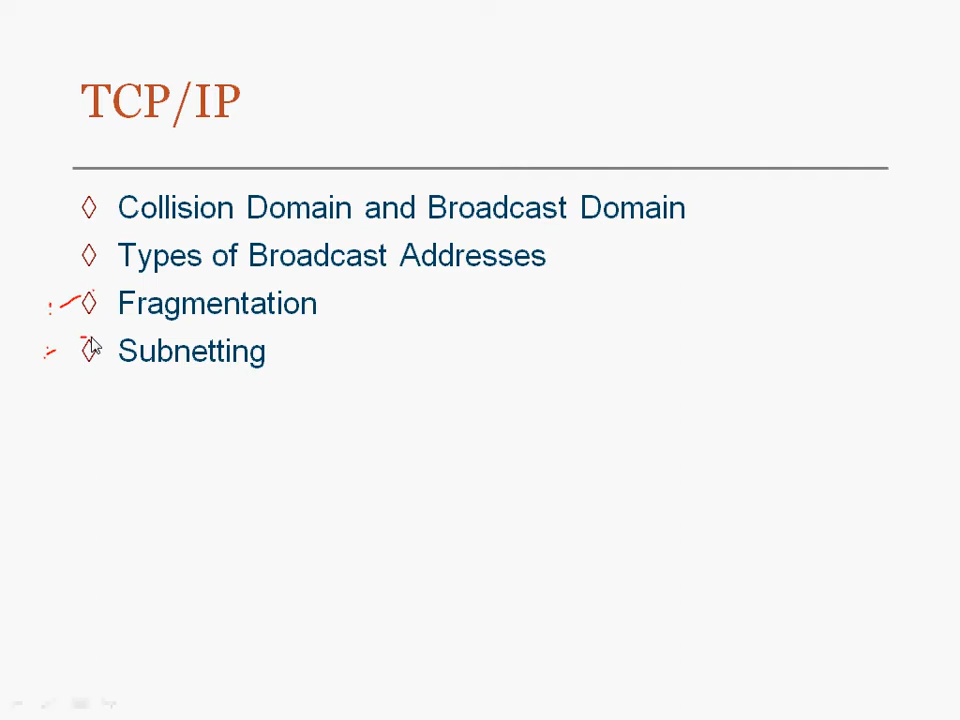 TCP/IP
Collision Domain and Broadcast Domain
Types of Broadcast Addresses
Fragmentation
Subnetting